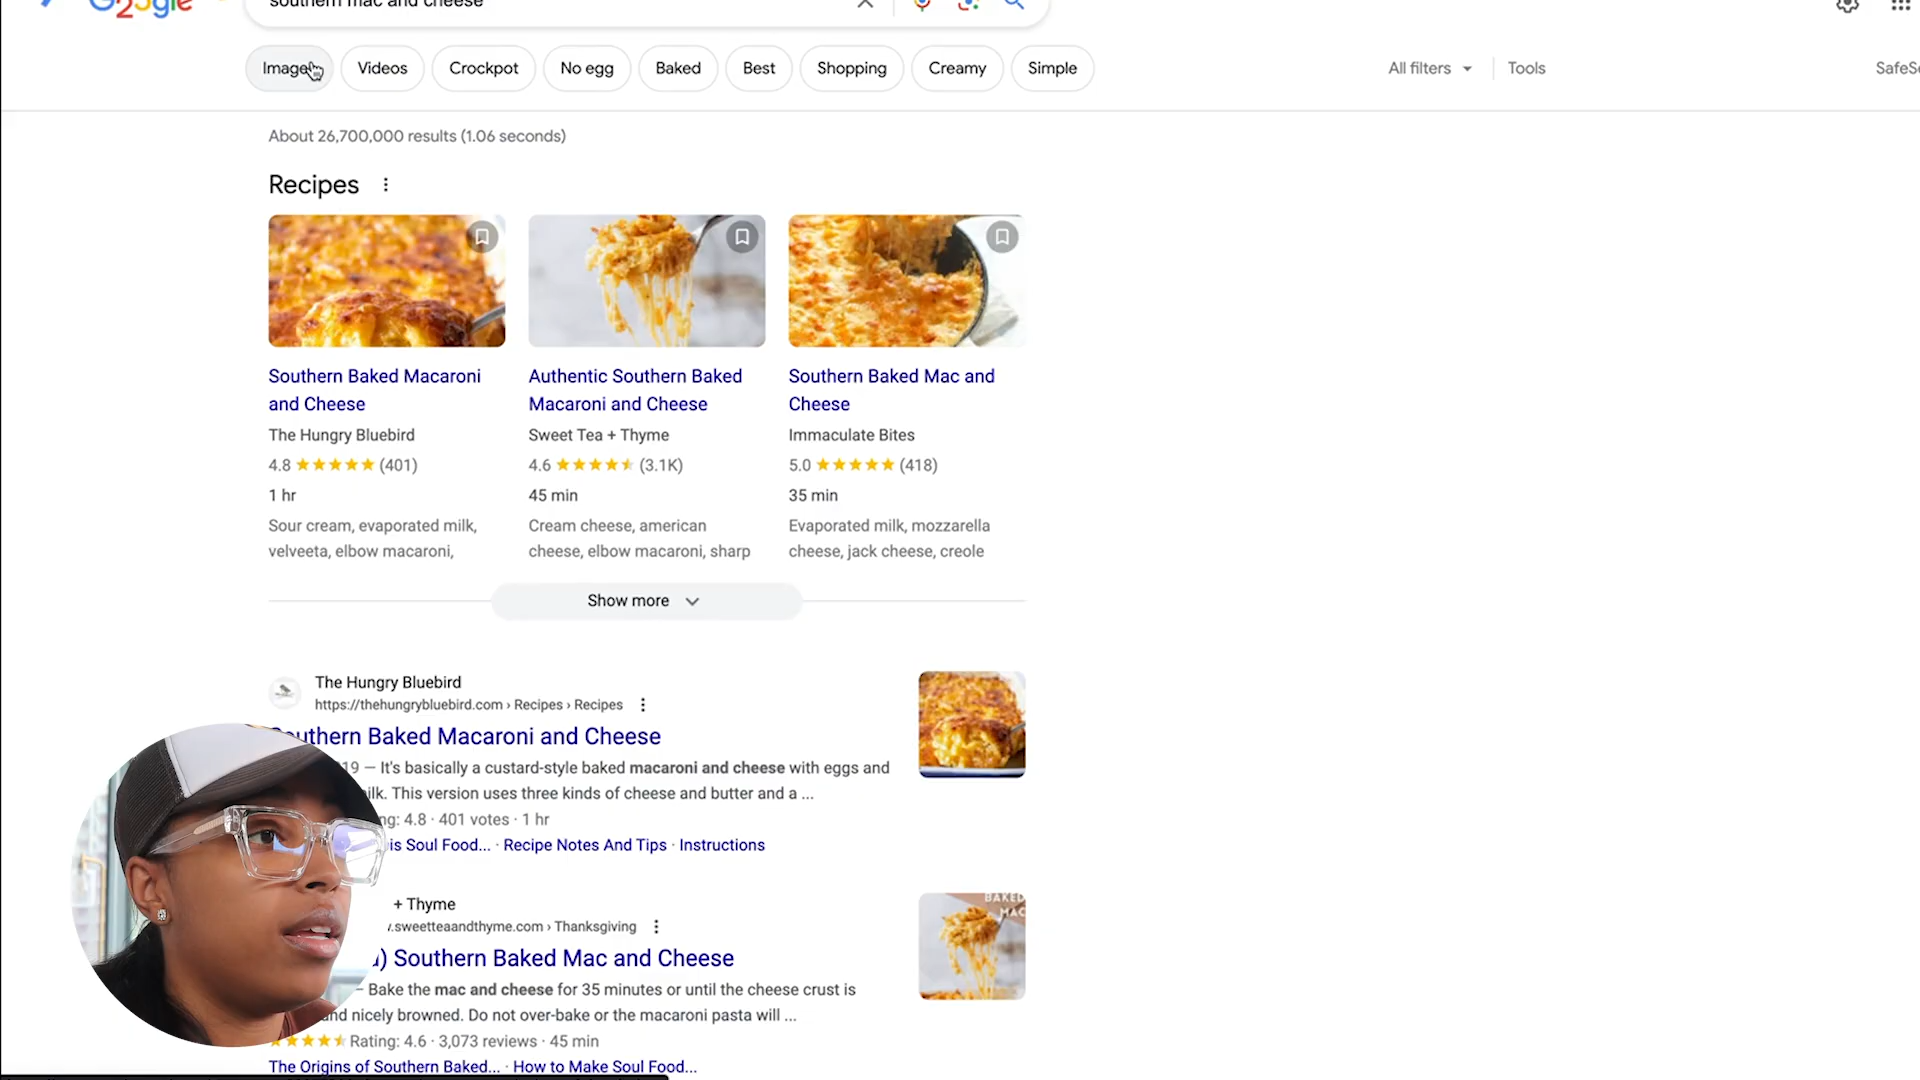 G25gle
southern mac and cheese
Images
Videos
Crockpot
No egg
Baked
Best
Shopping
Creamy
Simple
All filters
Tools
SafeSe
About 26,700,000 results (1.06 seconds)
Recipes
Southern Baked Macaroni
and Cheese
The Hungry Bluebird
4.8 (401)
1 hr
Sour cream, evaporated milk,
velveeta, elbow macaroni,
Authentic Southern Baked
Macaroni and Cheese
Sweet Tea + Thyme
4.6 (3.1K)
45 min
Cream cheese, american
cheese, elbow macaroni, sharp
Southern Baked Mac and
Cheese
Immaculate Bites
5.0 (418)
35 min
Evaporated milk, mozzarella
cheese, jack cheese, creole
Show more
The Hungry Bluebird
https://thehungrybluebird.com › Recipes › Recipes
Southern Baked Macaroni and Cheese
19 — It's basically a custard-style baked macaroni and cheese with eggs and
ilk. This version uses three kinds of cheese and butter and a ...
ng: 4.8 · 401 votes · 1 hr
is Soul Food... · Recipe Notes And Tips · Instructions
+ Thyme
.sweetteaandthyme.com › Thanksgiving
) Southern Baked Mac and Cheese
– Bake the mac and cheese for 35 minutes or until the cheese crust is
nd nicely browned. Do not over-bake or the macaroni pasta will ...
Rating: 4.6 · 3,073 reviews · 45 min
The Origins of Southern Baked... · How to Make Soul Food...
BAKED
MAC